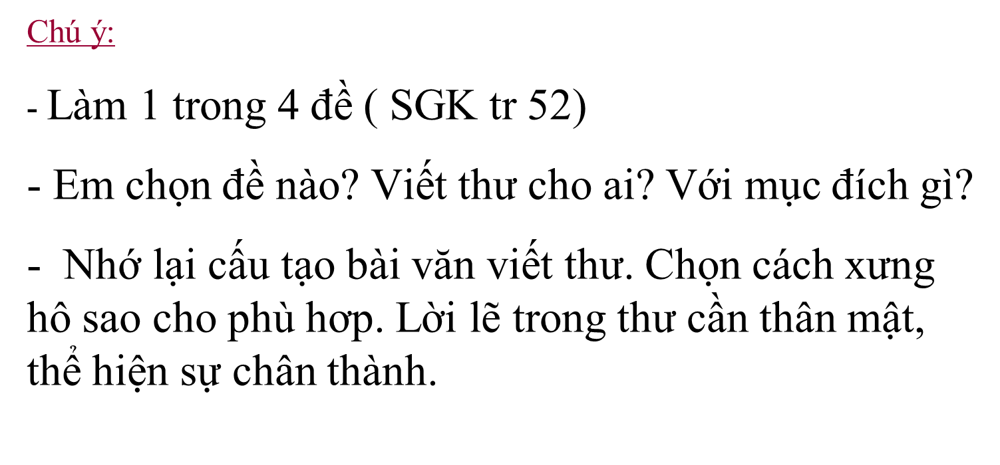 Chú ý:
- Làm 1 trong 4 đề ( SGK tr 52)
- Em chọn đề nào? Viết thư cho ai? Với mục đích gì?
- Nhớ lại cấu tạo bài văn viết thư. Chọn cách xưng
hô sao cho phù hơp. Lời lẽ trong thư cần thân mật,
thể hiện sự chân thành.